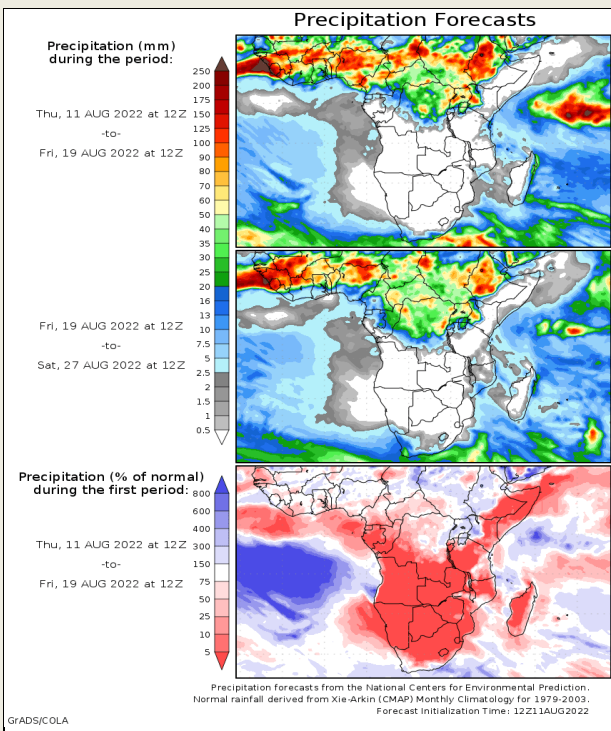 Precipitation Forecasts
Precipitation (mm)
during the period:
Thu, 11 AUG 2022 at 12Z
-to-
Fri, 19 AUG 2022 at 12Z
250
200
175
150
125
100
90
80
70
60
50
40
35
30
25
20
16
13
10
7.5
5
2.5
2
1.5
1
0.5
Fri, 19 AUG 2022 at 12Z
-to-
Sat, 27 AUG 2022 at 12Z
Precipitation (% of normal)
during the first period:
Thu, 11 AUG 2022 at 12Z
-to-
Fri, 19 AUG 2022 at 12Z
800
600
400
300
150
75
50
25
10
5
Precipitation forecasts from the National Centers for Environmental Prediction.
Normal rainfall derived from Xie-Arkin (CMAP) Monthly Climatology for 1979-2003.
Forecast Initialization Time: 12Z11AUG2022
GrADS/COLA